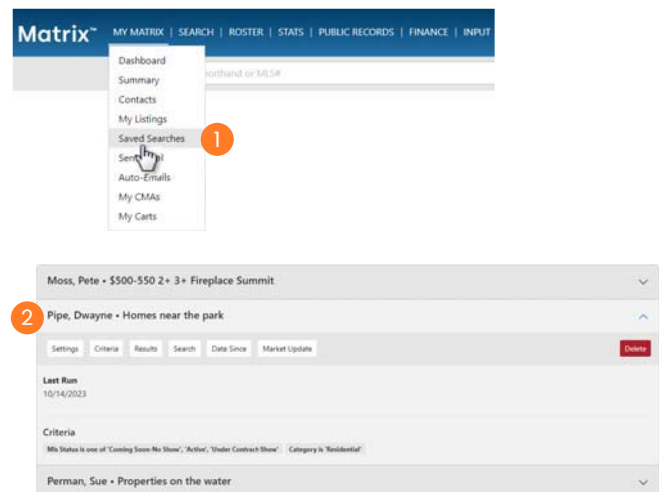 Matrix™ MY MATRIX | SEARCH | ROSTER | STATS | PUBLIC RECORDS | FINANCE | INPUT
Dashboard
orthand or MLS#
Summary
Contacts
My Listings
Saved Searches 1
Auto-Emails
My CMAs
My Carts
Moss, Pete • $500-550 2+ 3+ Fireplace Summit
2 Pipe, Dwayne • Homes near the park
Settings Criteria Results Search Date Since Market Update Delete
Last Run
10/14/2023
Criteria
Mls Status is one of 'Coming Soon-No Show', 'Active', 'Under Contract Show' Category is 'Residential'
Perman, Sue • Properties on the water